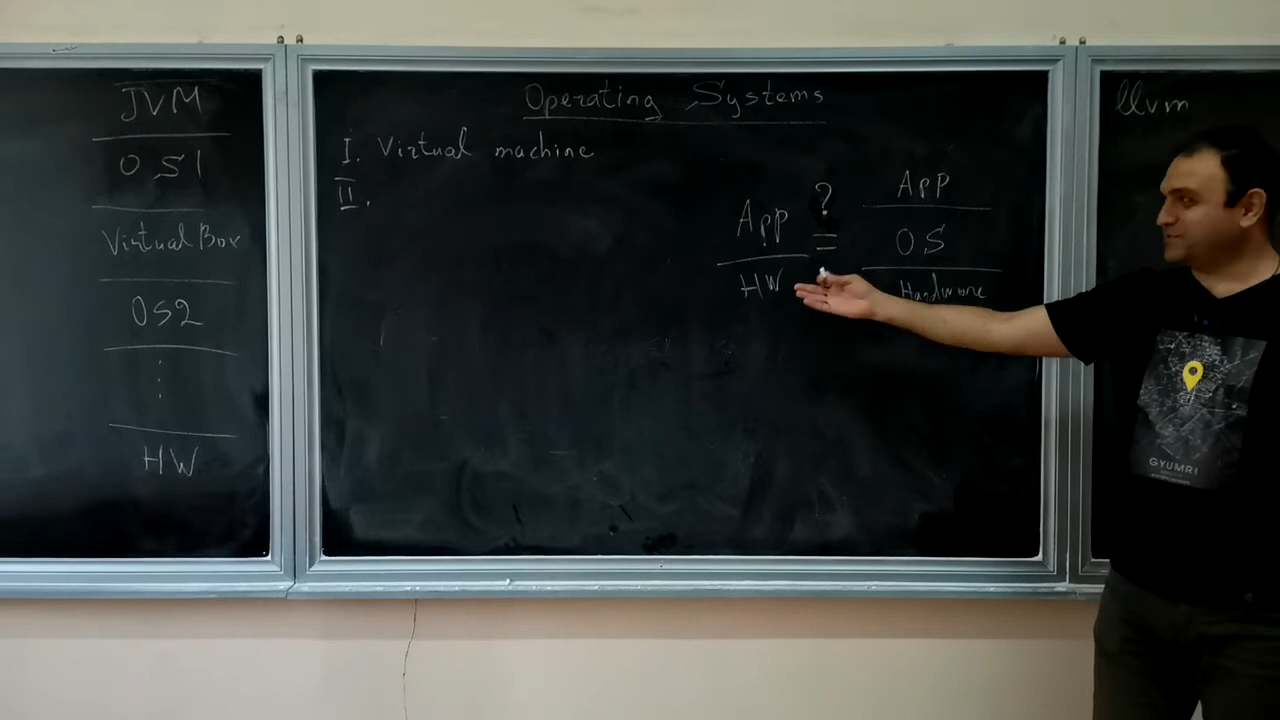 JVM
OS1
VirtualBox
OS2
HW
Operating Systems
I. Virtual machine
II.
App
HW
?
=
App
OS
Hardware
llvm
GYUMRI